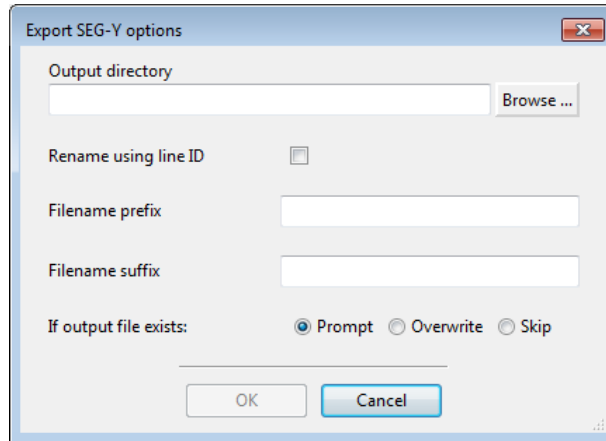 Export SEG-Y options
Output directory
Browse ...
Rename using line ID
Filename prefix
Filename suffix
If output file exists: Prompt Overwrite Skip
OK Cancel